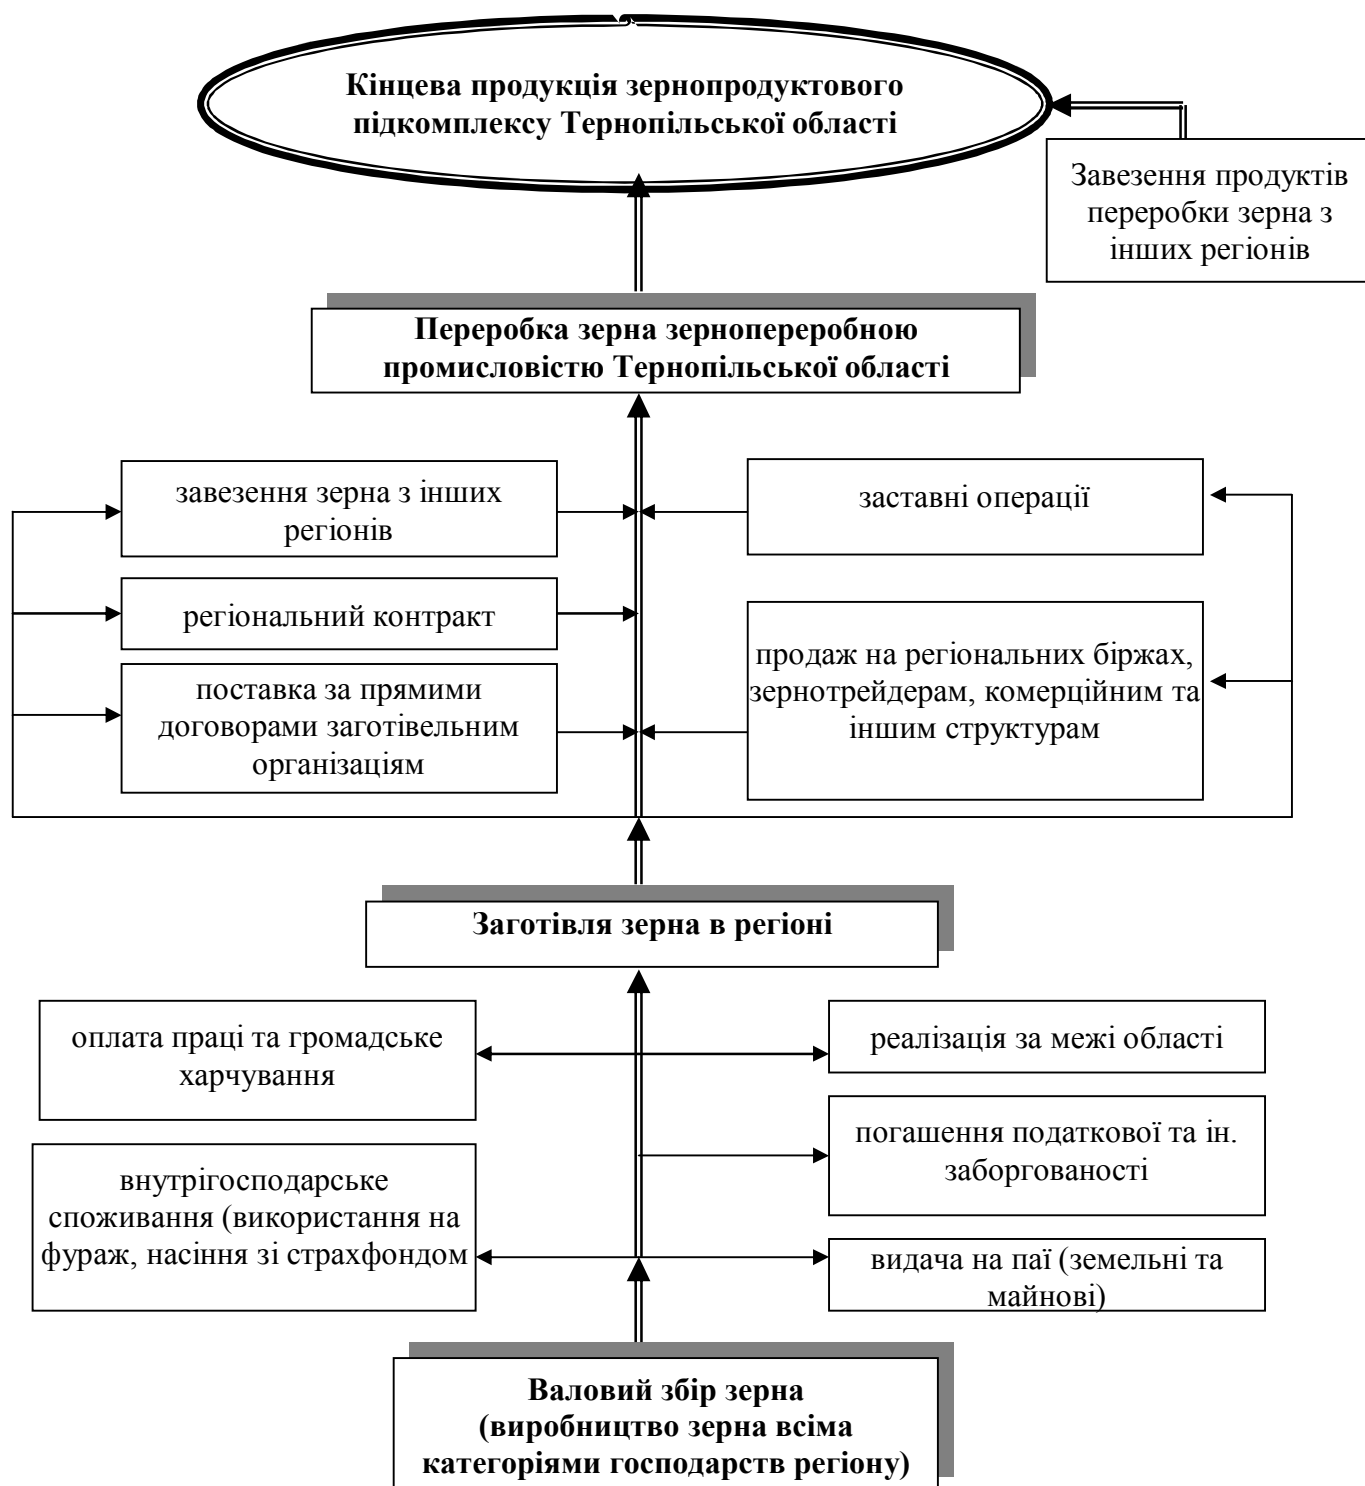 Кінцева продукція зернопродуктового
підкомплексу Тернопільської області
Завезення продуктів
переробки зерна з
інших регіонів
Переробка зерна зернопереробною
промисловістю Тернопільської області
завезення зерна з інших
регіонів
заставні операції
регіональний контракт
продаж на регіональних біржах,
зернотрейдерам, комерційним та
іншим структурам
поставка за прямими
договорами заготівельним
організаціям
Заготівля зерна в регіоні
оплата праці та громадське
харчування
реалізація за межі області
погашення податкової та ін.
заборгованості
внутрігосподарське
споживання (використання на
фураж, насіння зі страхфондом
видача на паї (земельні та
майнові)
Валовий збір зерна
(виробництво зерна всіма
категоріями господарств регіону)